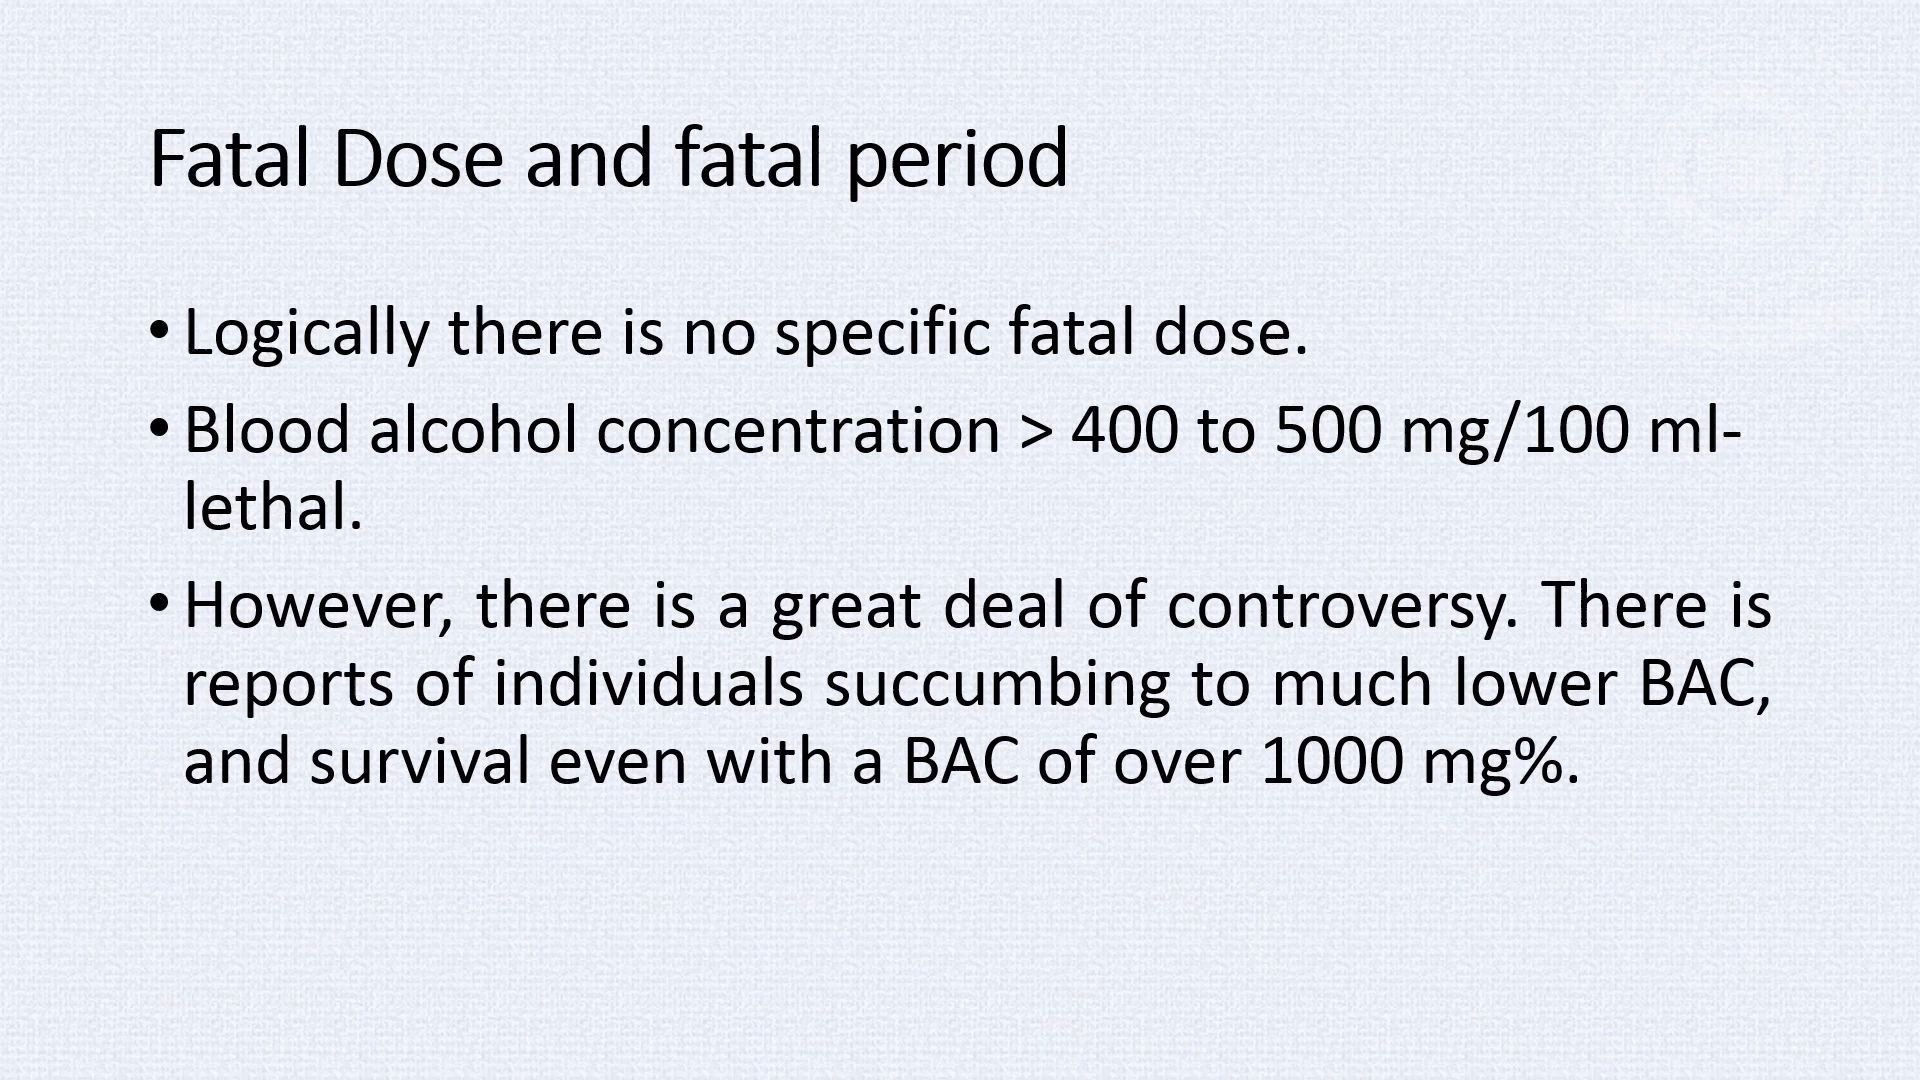 Fatal Dose and fatal period
• Logically there is no specific fatal dose.
• Blood alcohol concentration > 400 to 500 mg/100 ml-
lethal.
• However, there is a great deal of controversy. There is
reports of individuals succumbing to much lower BAC,
and survival even with a BAC of over 1000 mg%.